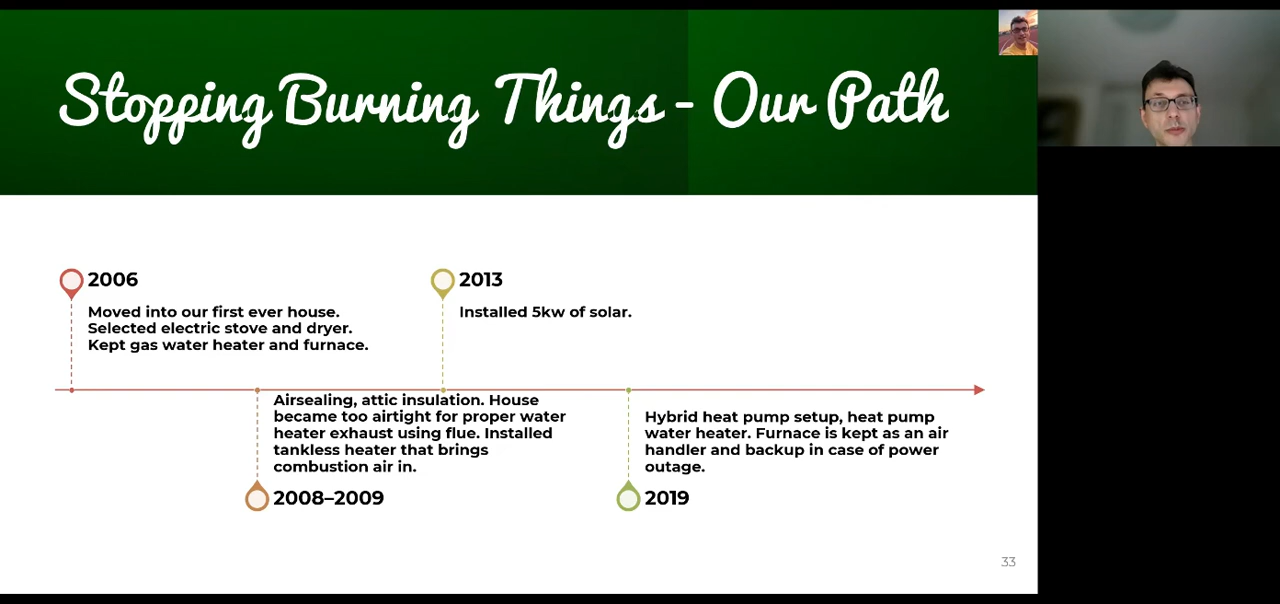 Stopping Burning Things - Our Path
2006
Moved into our first ever house.
Selected electric stove and dryer.
Kept gas water heater and furnace.
2013
Installed 5kw of solar.
Airsealing, attic insulation. House
became too airtight for proper water
heater exhaust using flue. Installed
tankless heater that brings
combustion air in.
2008–2009
Hybrid heat pump setup, heat pump
water heater. Furnace is kept as an air
handler and backup in case of power
outage.
2019
33